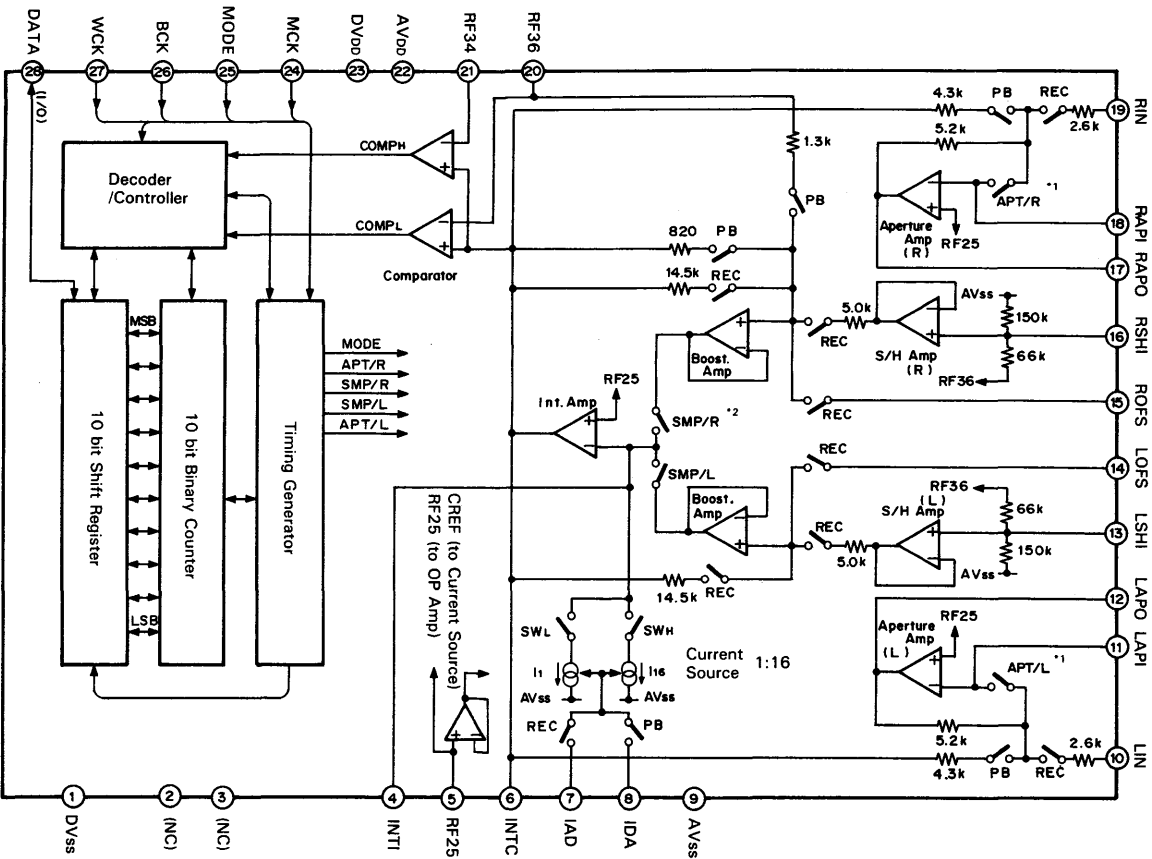 DATA
WCK
BCK
MODE
MCK
DVDD
AVDD
RF34
RF36
28
27
26
25
24
23
22
21
20
(I/O)
Decoder
/Controller
COMPH
COMPL
Comparator
1.3k
PB
820
PB
14.5k
REC
4.3k
PB
REC
2.6k
19
RIN
5.2k
APT/R *1
Aperture
Amp
(R)
RF25
18
RAPI
17
RAPO
AVss
5.0k
REC
150k
S/H Amp
(R)
66k
RF36
16
RSHI
REC
15
ROFS
MSB
LSB
10 bit Shift Register
10 bit Binary Counter
Timing Generator
MODE
APT/R
SMP/R
SMP/L
APT/L
Boost.
Amp
RF25
Int. Amp
SMP/R *2
SMP/L
Boost.
Amp
REC
14
LOFS
RF36
(L)
S/H Amp
66k
13
LSHI
REC
5.0k
150k
AVss
14.5k
REC
12
LAPO
CREF (to Current Source)
RF25 (to OP Amp)
SWL
SWH
I1
I16
AVss
AVss
Current
Source
1:16
REC
PB
Aperture
Amp
(L)
RF25
11
LAPI
APT/L *1
5.2k
4.3k
PB
REC
2.6k
10
LIN
1
2
3
4
5
6
7
8
9
DVss
(NC)
(NC)
INTI
RF25
INTC
IAD
IDA
AVss